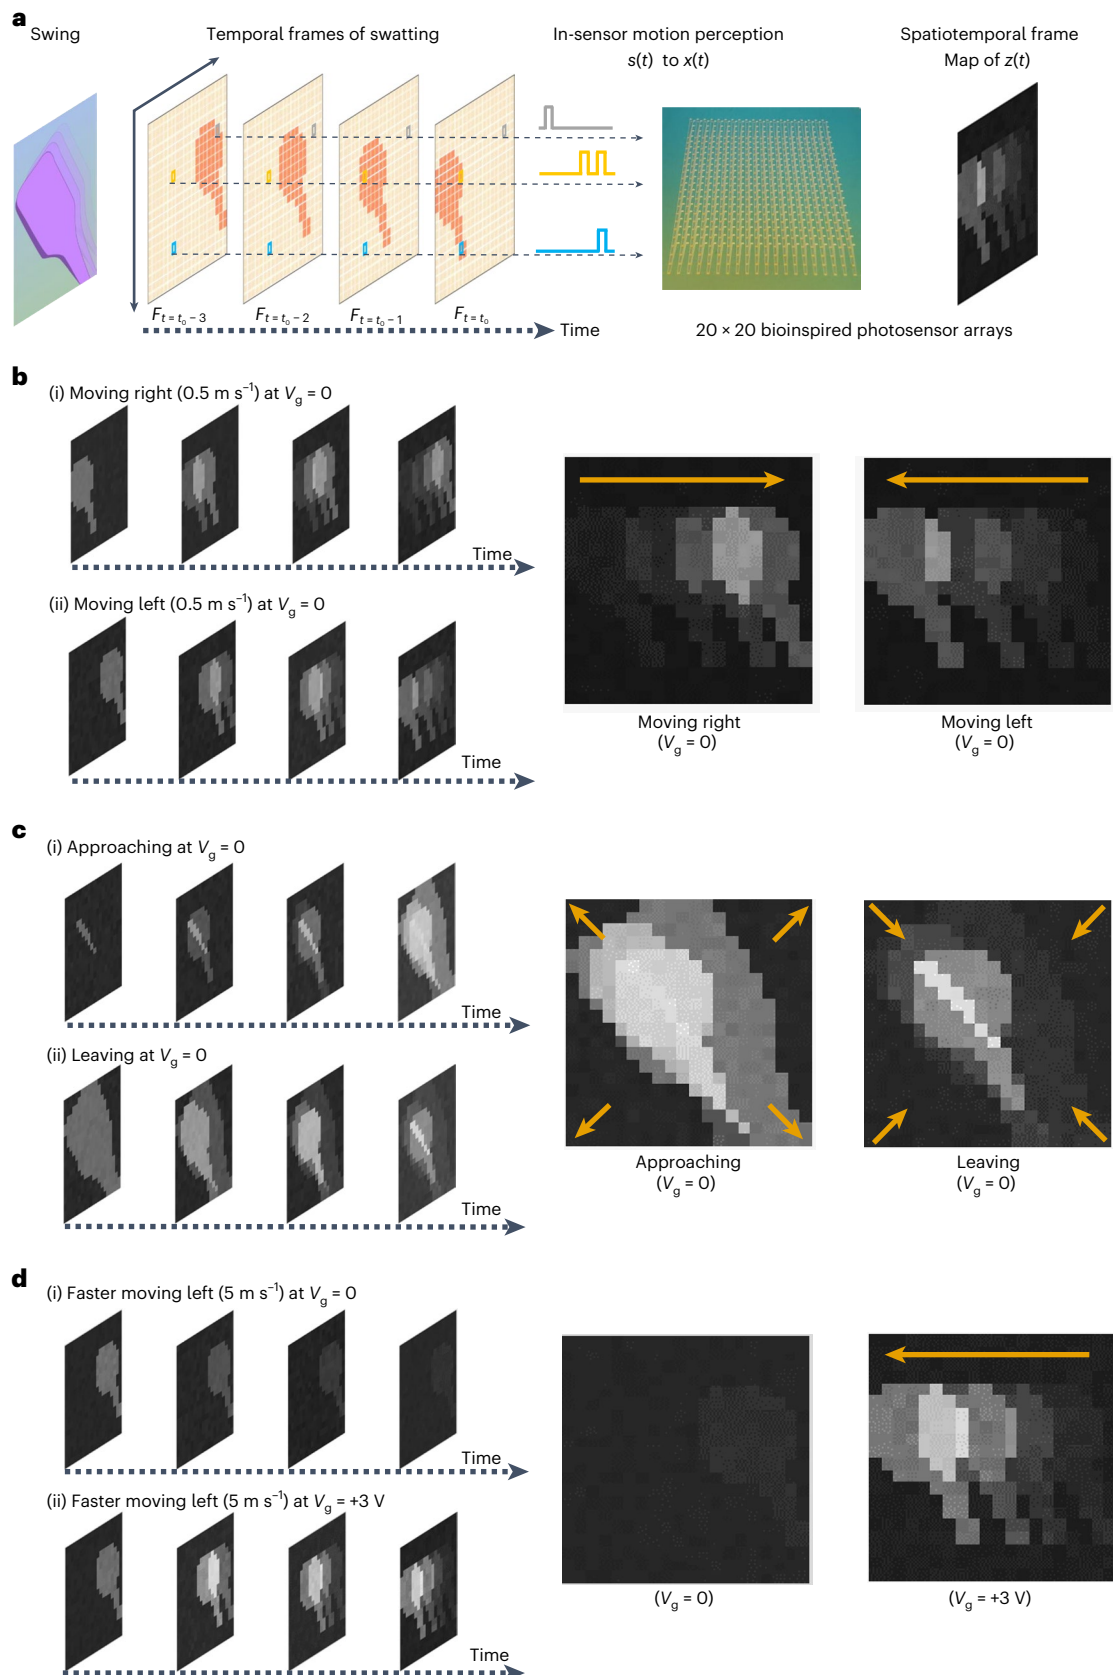 a
Swing
Temporal frames of swatting
In-sensor motion perception
s(t) to x(t)
Spatiotemporal frame
Map of z(t)
F t = t₀ − 3
F t = t₀ − 2
F t = t₀ − 1
F t = t₀
Time
20 × 20 bioinspired photosensor arrays
b
(i) Moving right (0.5 m s⁻¹) at Vg = 0
Time
(ii) Moving left (0.5 m s⁻¹) at Vg = 0
Time
Moving right
(Vg = 0)
Moving left
(Vg = 0)
c
(i) Approaching at Vg = 0
Time
(ii) Leaving at Vg = 0
Time
Approaching
(Vg = 0)
Leaving
(Vg = 0)
d
(i) Faster moving left (5 m s⁻¹) at Vg = 0
Time
(ii) Faster moving left (5 m s⁻¹) at Vg = +3 V
Time
(Vg = 0)
(Vg = +3 V)